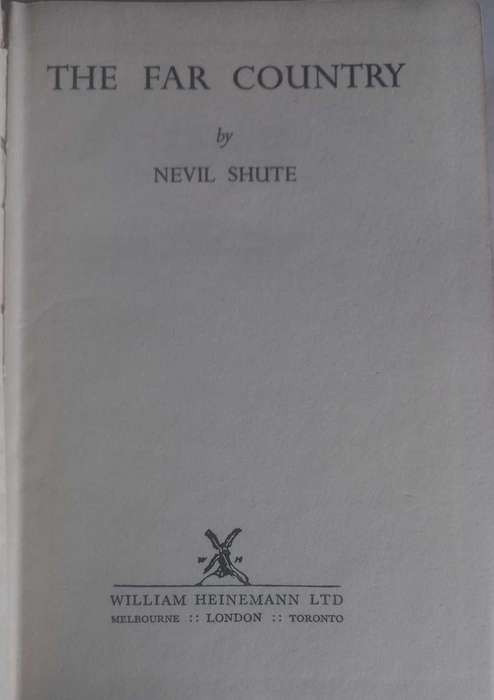 THE FAR COUNTRY
by
NEVIL SHUTE
W H
WILLIAM HEINEMANN LTD
MELBOURNE :: LONDON :: TORONTO